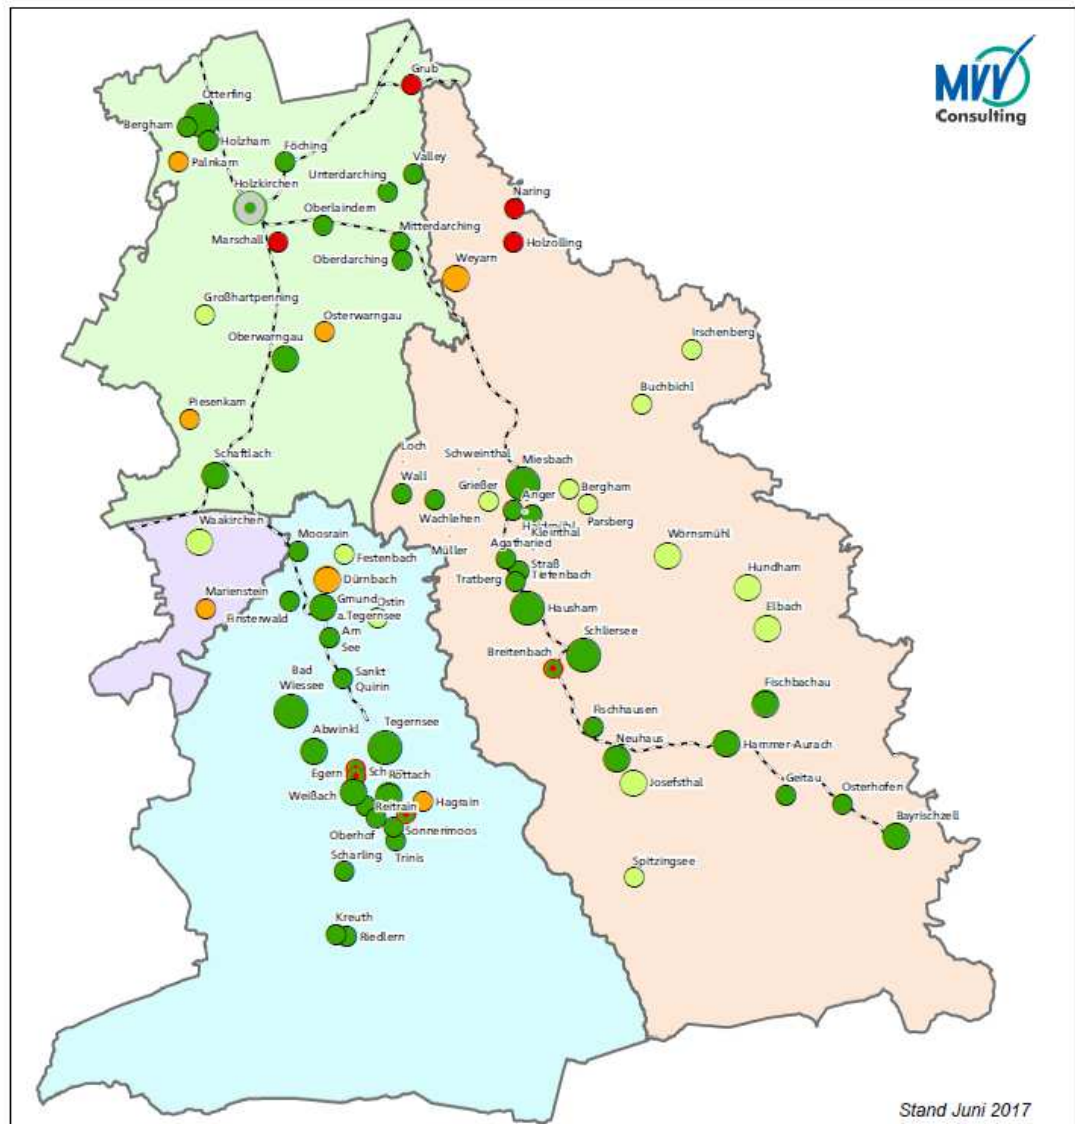 MVV
Consulting
Grub
Otterfing
Bergham
Holzham
Föching
Palnkam
Valley
Unterdarching
Holzkirchen
Naring
Oberlaindern
Mitterdarching
Marschall
Holzolling
Oberdarching
Weyarn
Großhartpenning
Osterwarngau
Oberwarngau
Irschenberg
Buchbichl
Piesenkam
Loch
Schweinthal
Miesbach
Schaftlach
Wall
Grießer
Anger
Bergham
Wachlehen
Parsberg
Haidmühl
Kleinthal
Waakirchen
Moosrain
Agatharied
Wörnsmühl
Festenbach
Müller
Straß
Tiefenbach
Dürnbach
Tratberg
Hundham
Marienstein
Finsterwald
Gmund
a.Tegernsee
Ostin
Hausham
Elbach
Am
See
Schliersee
Breitenbach
Bad
Wiessee
Sankt
Quirin
Fischbachau
Fischhausen
Abwinkl
Tegernsee
Neuhaus
Hammer-Aurach
Egern
Rottach
Josefsthal
Geitau
Weißach
Reitrain
Hagrain
Osterhofen
Oberhof
Sonnenmoos
Bayrischzell
Scharling
Trinis
Spitzingsee
Kreuth
Riedlern
Stand Juni 2017